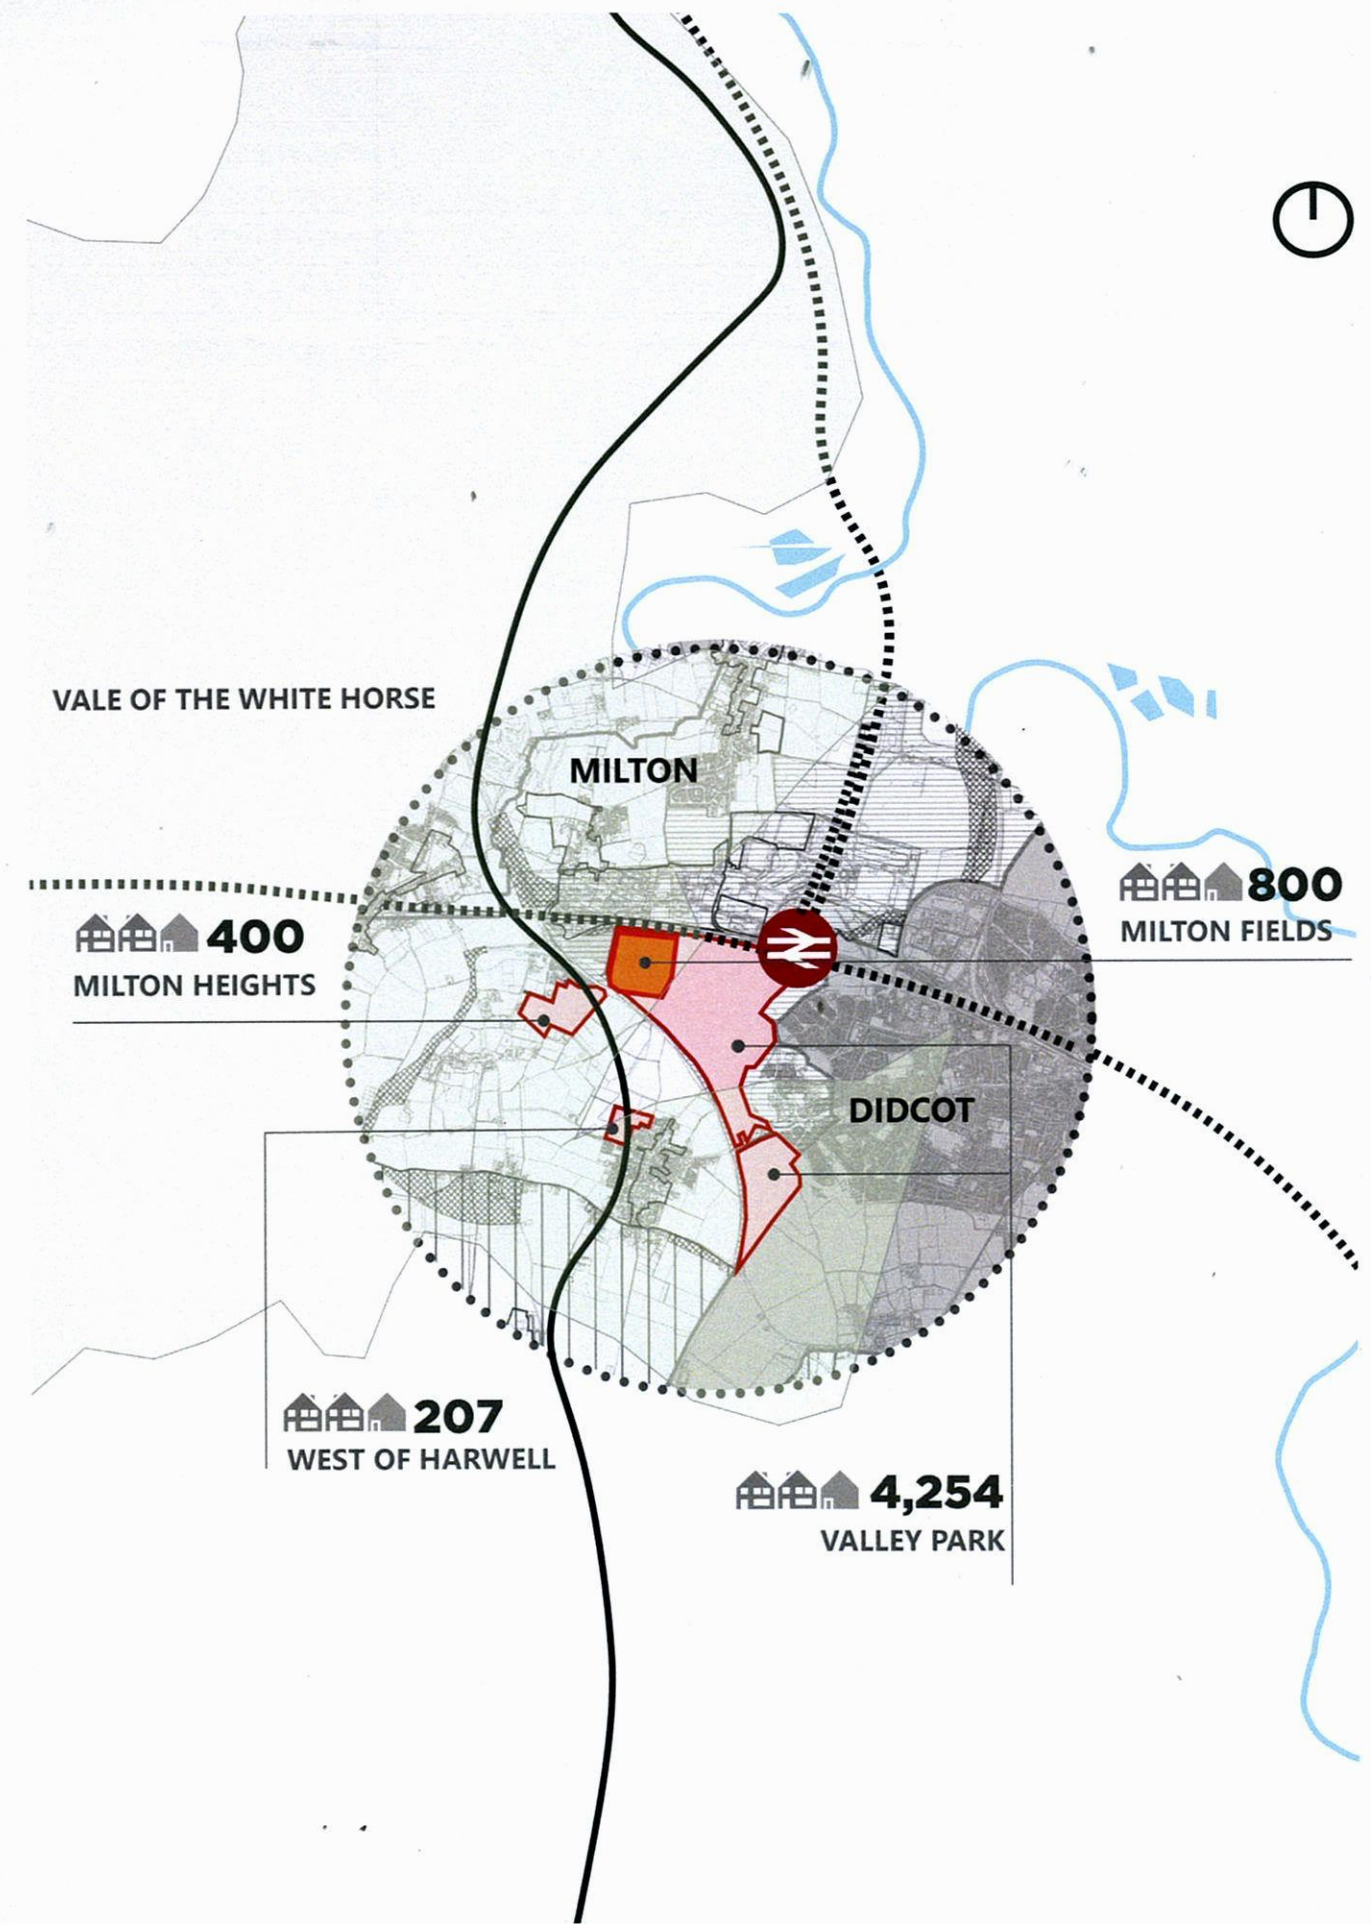 VALE OF THE WHITE HORSE
MILTON
800
MILTON FIELDS
400
MILTON HEIGHTS
DIDCOT
207
WEST OF HARWELL
4,254
VALLEY PARK